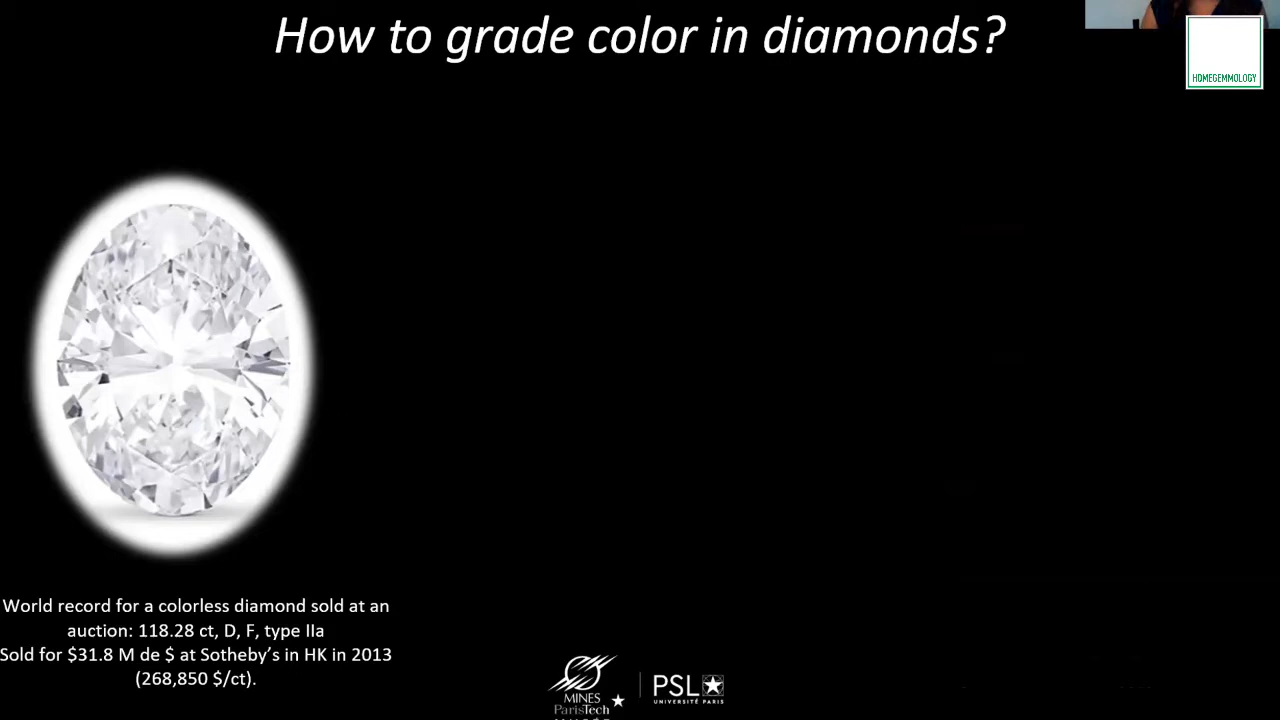 How to grade color in diamonds?
HOMEGEMMOLOGY
World record for a colorless diamond sold at an
auction: 118.28 ct, D, F, type IIa
Sold for $31.8 M de $ at Sotheby's in HK in 2013
(268,850 $/ct).
MINES
ParisTech
PSL
UNIVERSITÉ PARIS